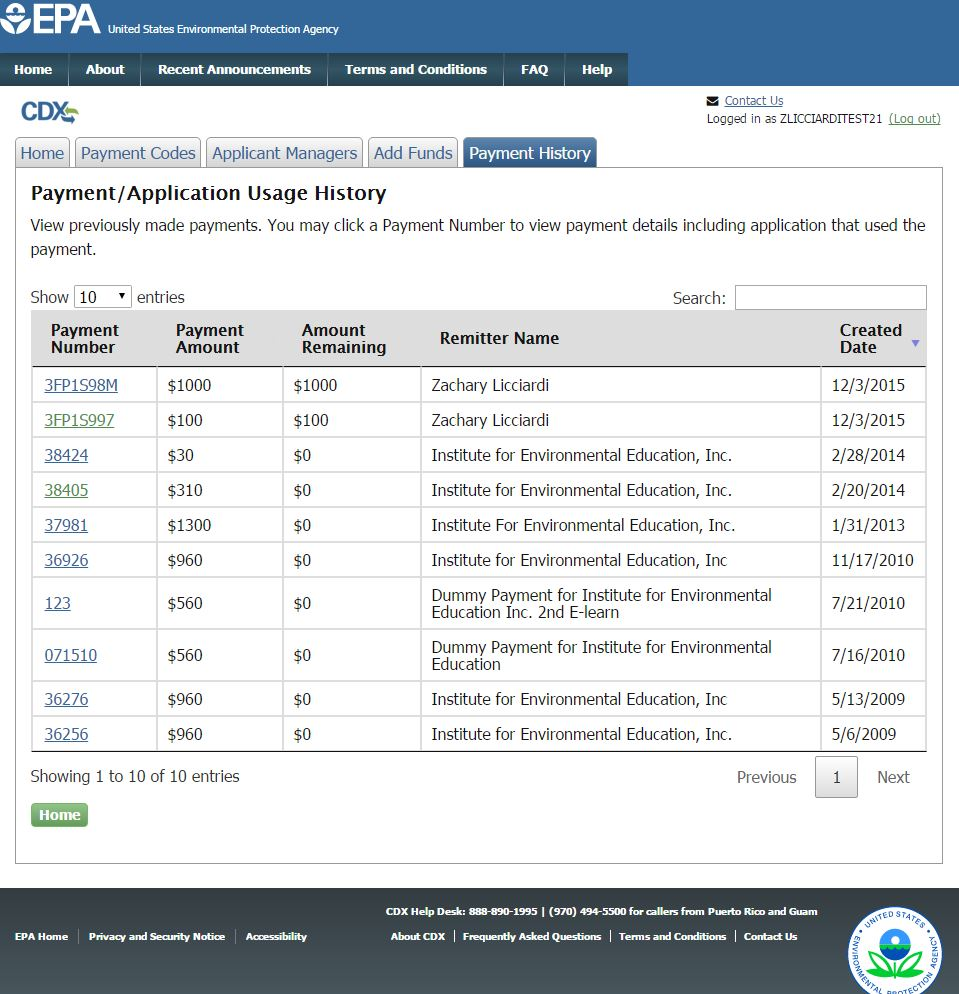 EPA United States Environmental Protection Agency
Home About Recent Announcements Terms and Conditions FAQ Help
CDX
Contact Us
Logged in as ZLICCIARDITEST21 (Log out)
Home Payment Codes Applicant Managers Add Funds Payment History
Payment/Application Usage History
View previously made payments. You may click a Payment Number to view payment details including application that used the
payment.
Show 10 entries Search:
Payment Number Payment Amount Amount Remaining Remitter Name Created Date
3FP1S98M $1000 $1000 Zachary Licciardi 12/3/2015
3FP1S997 $100 $100 Zachary Licciardi 12/3/2015
38424 $30 $0 Institute for Environmental Education, Inc. 2/28/2014
38405 $310 $0 Institute for Environmental Education, Inc. 2/20/2014
37981 $1300 $0 Institute For Environmental Education, Inc. 1/31/2013
36926 $960 $0 Institute for Environmental Education, Inc 11/17/2010
123 $560 $0 Dummy Payment for Institute for Environmental Education Inc. 2nd E-learn 7/21/2010
071510 $560 $0 Dummy Payment for Institute for Environmental Education 7/16/2010
36276 $960 $0 Institute for Environmental Education, Inc 5/13/2009
36256 $960 $0 Institute for Environmental Education, Inc. 5/6/2009
Showing 1 to 10 of 10 entries Previous 1 Next
Home
CDX Help Desk: 888-890-1995 | (970) 494-5500 for callers from Puerto Rico and Guam
EPA Home Privacy and Security Notice Accessibility About CDX Frequently Asked Questions Terms and Conditions Contact Us
UNITED STATES ENVIRONMENTAL PROTECTION AGENCY